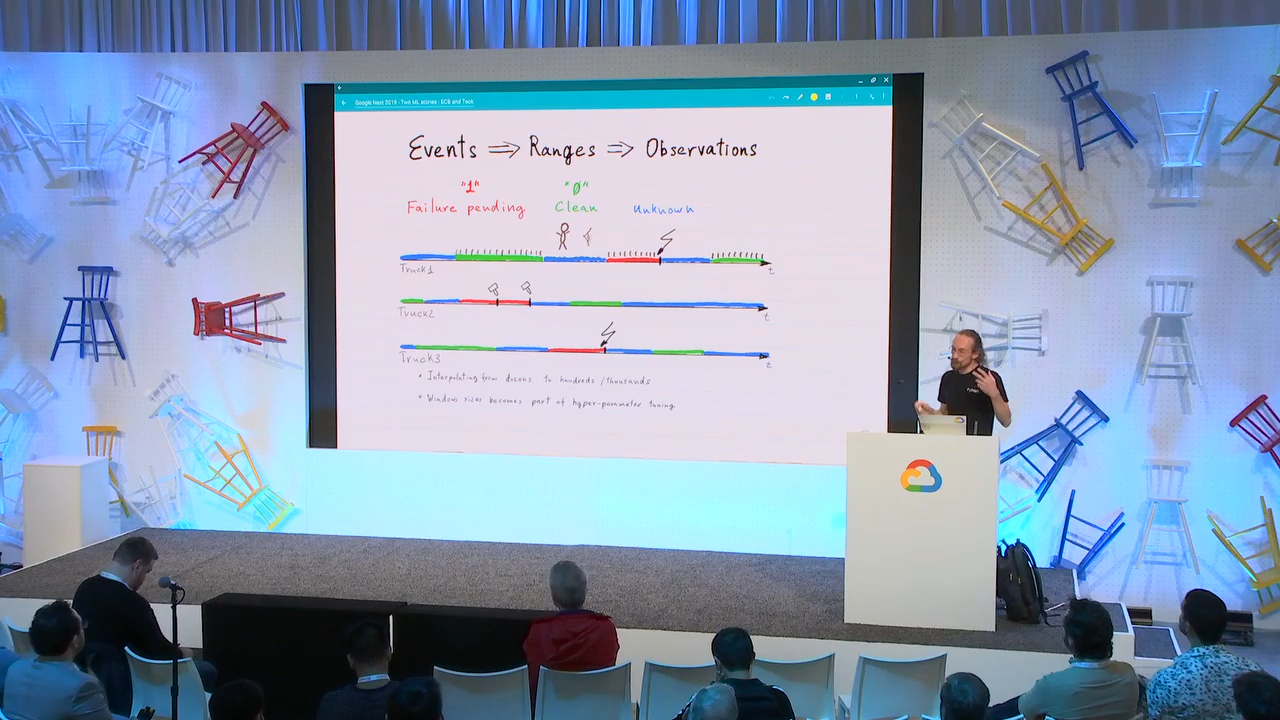 Google Next 2019 - Two ML stories - ECB and Teck
Events ⇒ Ranges ⇒ Observations
"1" "0"
Failure pending Clean unknown
Truck1 t
Truck2 t
Truck3 t
• Interpolating from dozens to hundreds/thousands
• Window sizes becomes part of hyper-parameter tuning